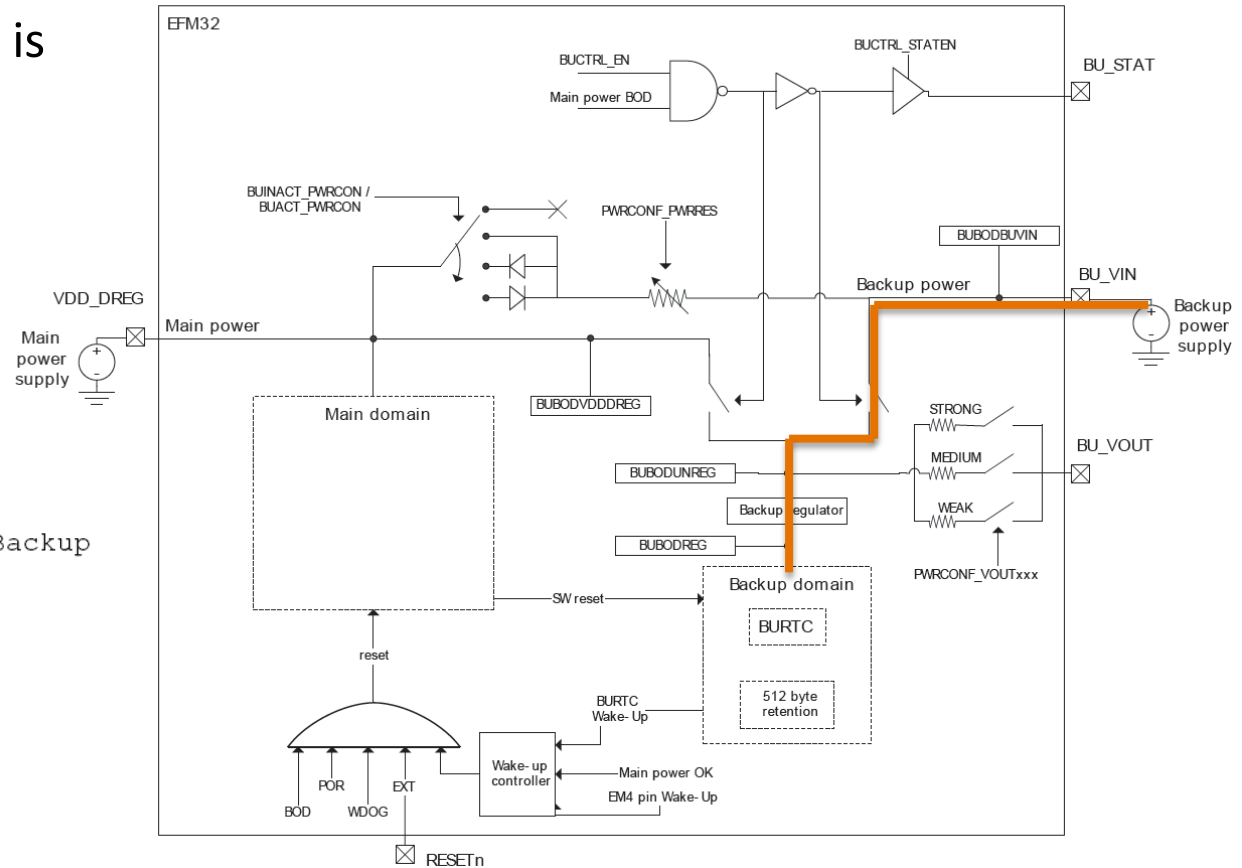 is
EFM32
BUCTRL_EN
Main power BOD
BUCTRL_STATEN
BU_STAT
BUINACT_PWRCON /
BUACT_PWRCON
PWRCONF_PWRRES
BUBODBUVIN
VDD_DREG
Main power
Backup power
BU_VIN
Main
power
supply
+
-
Backup
power
supply
+
-
Main domain
BUBODVDDDREG
STRONG
MEDIUM
WEAK
BU_VOUT
BUBODUNREG
Backup regulator
BUBODREG
PWRCONF_VOUTxxx
Backup
SW reset
Backup domain
BURTC
512 byte
retention
reset
BURTC
Wake- Up
Wake- up
controller
Main power OK
EM4 pin Wake- Up
BOD
POR
WDOG
EXT
RESETn